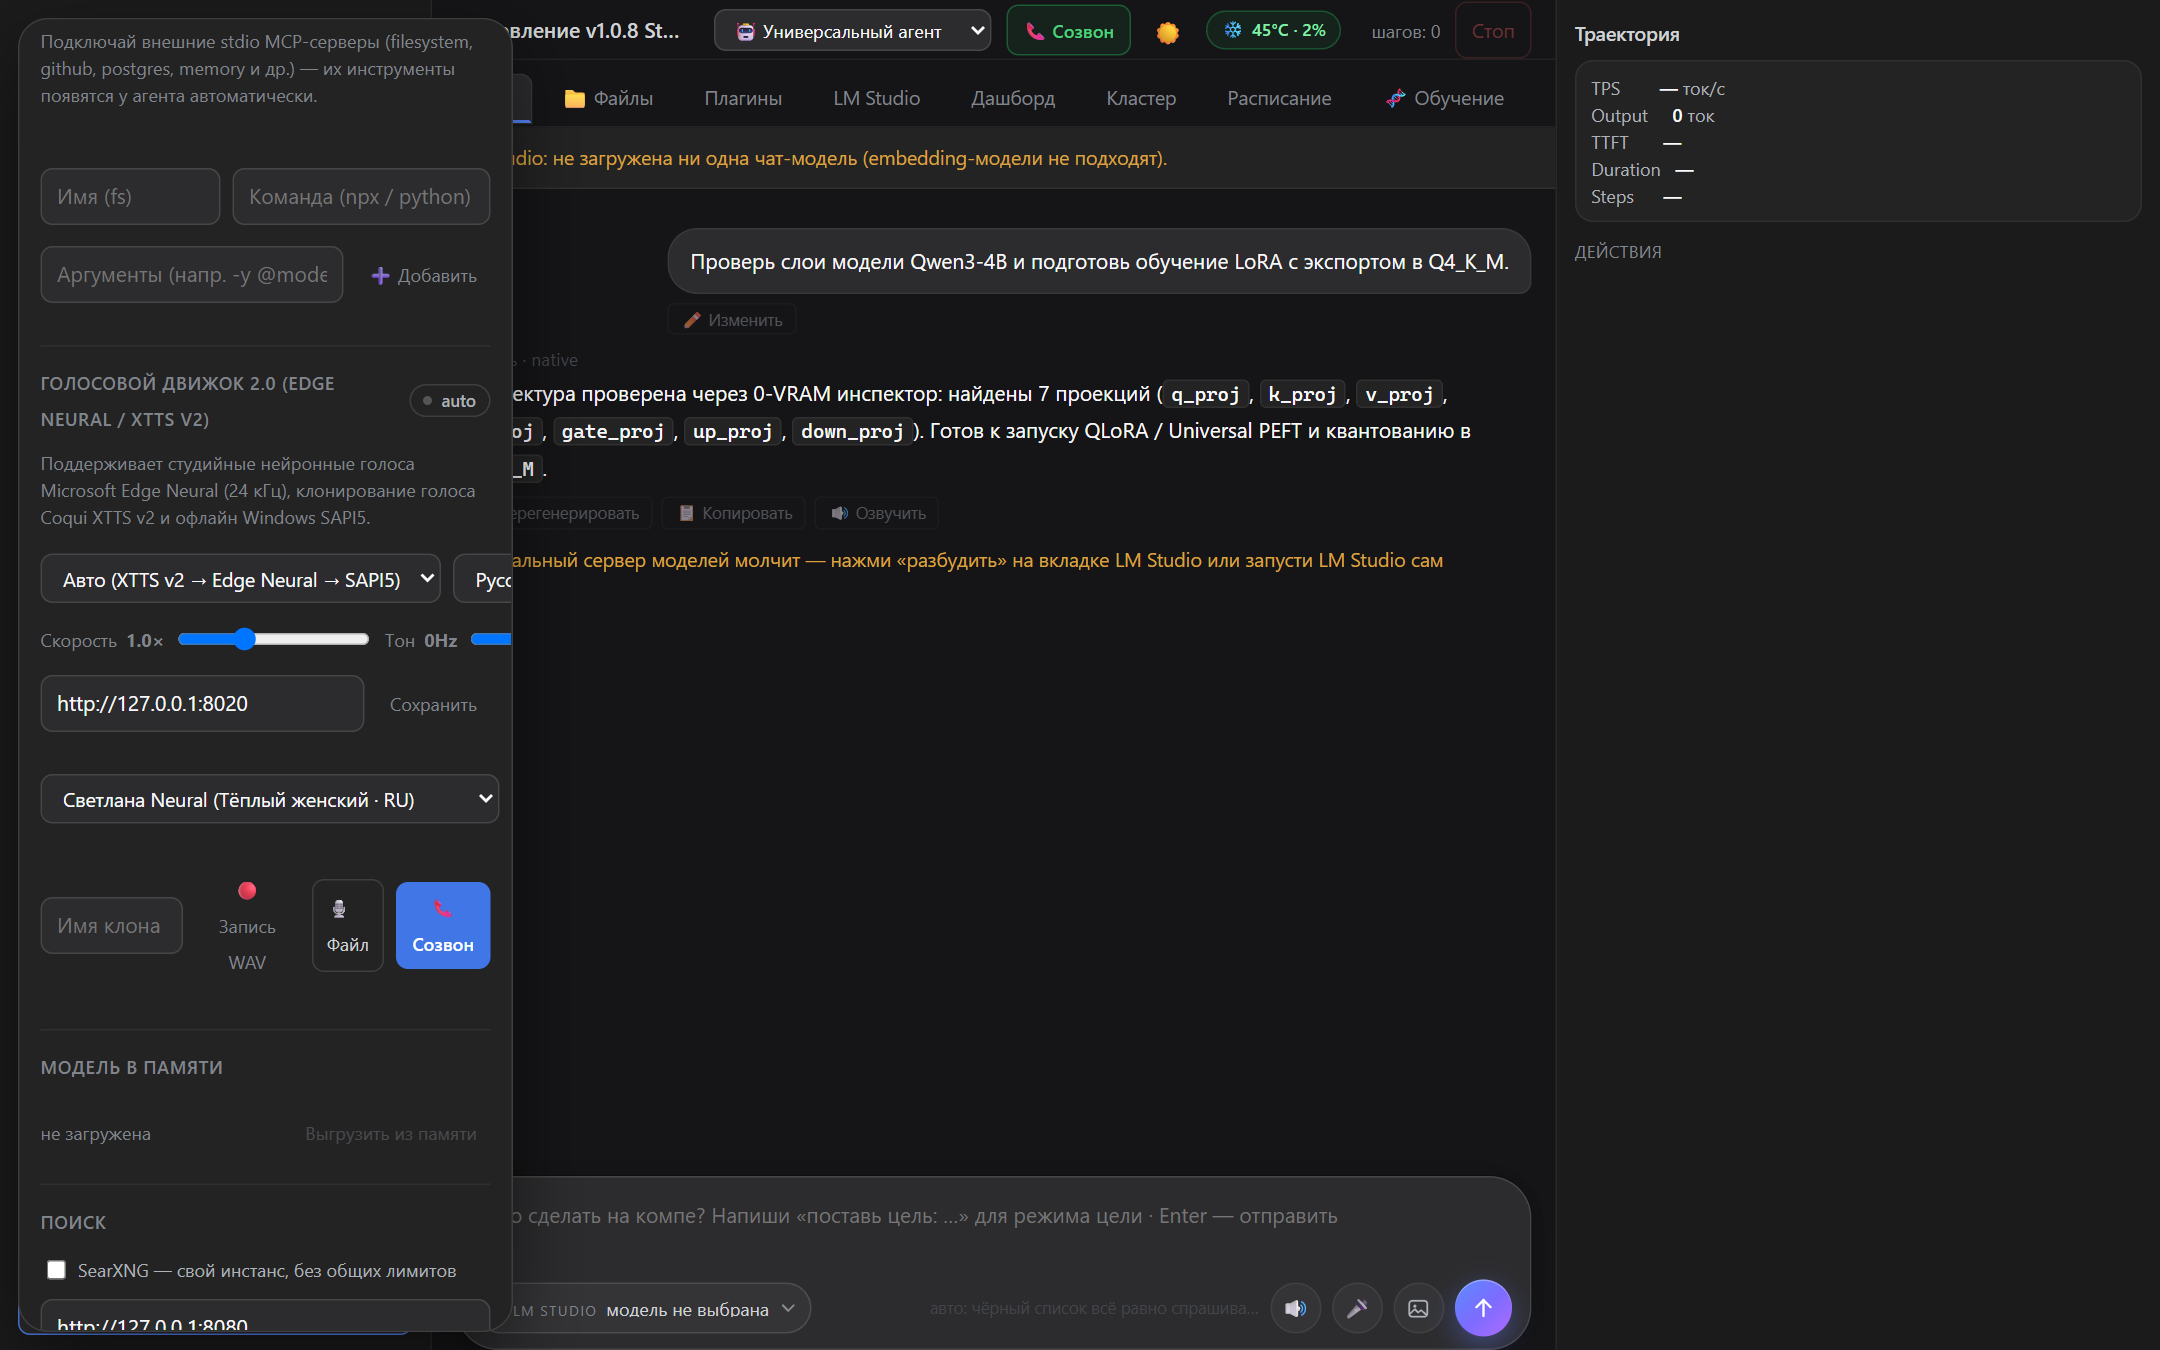 Подключай внешние stdio MCP-серверы (filesystem,
github, postgres, memory и др.) — их инструменты
появятся у агента автоматически.
Имя (fs)
Команда (npx / python)
Аргументы (напр. -y @mode
Добавить
ГОЛОСОВОЙ ДВИЖОК 2.0 (EDGE
NEURAL / XTTS V2)
auto
Поддерживает студийные нейронные голоса
Microsoft Edge Neural (24 кГц), клонирование голоса
Coqui XTTS v2 и офлайн Windows SAPI5.
Авто (XTTS v2 → Edge Neural → SAPI5)
Русс
Скорость 1.0×
Тон 0Hz
http://127.0.0.1:8020
Сохранить
Светлана Neural (Тёплый женский · RU)
Имя клона
Запись
WAV
Файл
Созвон
МОДЕЛЬ В ПАМЯТИ
не загружена
Выгрузить из памяти
ПОИСК
SearXNG — свой инстанс, без общих лимитов
http://127.0.0.1:8080
вление v1.0.8 St...
Универсальный агент
Созвон
45°C · 2%
шагов: 0
Стоп
Файлы
Плагины
LM Studio
Дашборд
Кластер
Расписание
Обучение
dio: не загружена ни одна чат-модель (embedding-модели не подходят).
Проверь слои модели Qwen3-4B и подготовь обучение LoRA с экспортом в Q4_K_M.
Изменить
· native
ектура проверена через 0-VRAM инспектор: найдены 7 проекций (q_proj, k_proj, v_proj,
oj, gate_proj, up_proj, down_proj). Готов к запуску QLoRA / Universal PEFT и квантованию в
_M.
ерегенерировать
Копировать
Озвучить
альный сервер моделей молчит — нажми «разбудить» на вкладке LM Studio или запусти LM Studio сам
о сделать на компе? Напиши «поставь цель: ...» для режима цели · Enter — отправить
LM STUDIO модель не выбрана
авто: чёрный список всё равно спрашива...
Траектория
TPS — ток/с
Output 0 ток
TTFT —
Duration —
Steps —
ДЕЙСТВИЯ